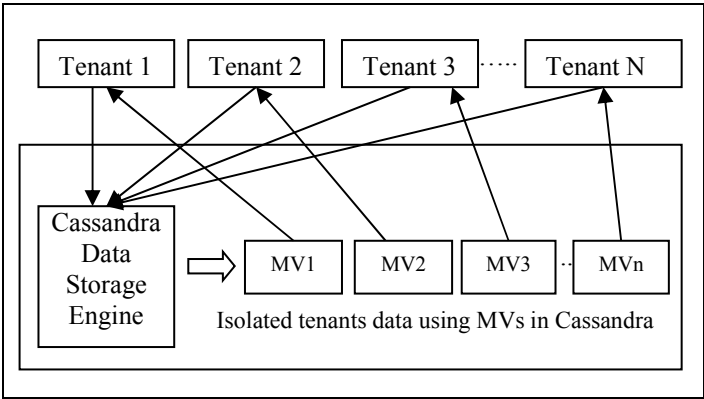 Tenant 1 Tenant 2 Tenant 3 ..... Tenant N
Cassandra
Data
Storage
Engine
MV1 MV2 MV3 .. MVn
Isolated tenants data using MVs in Cassandra